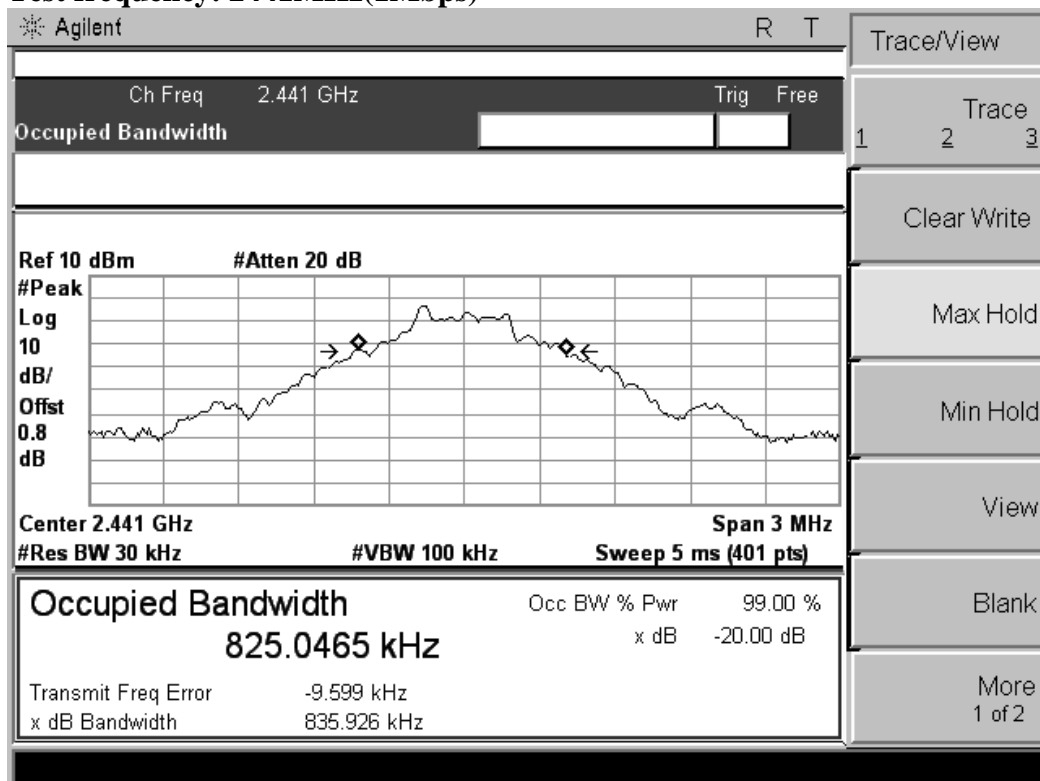 Test frequency: 2441MHz(1Mbps)
Agilent R T
Trace/View
Ch Freq 2.441 GHz Trig Free
Occupied Bandwidth
Trace
1 2 3
Clear Write
Ref 10 dBm #Atten 20 dB
#Peak
Log
10
dB/
Offst
0.8
dB
Max Hold
Min Hold
Center 2.441 GHz Span 3 MHz
#Res BW 30 kHz #VBW 100 kHz Sweep 5 ms (401 pts)
View
Occupied Bandwidth
825.0465 kHz
Occ BW % Pwr 99.00 %
x dB -20.00 dB
Transmit Freq Error -9.599 kHz
x dB Bandwidth 835.926 kHz
Blank
More
1 of 2